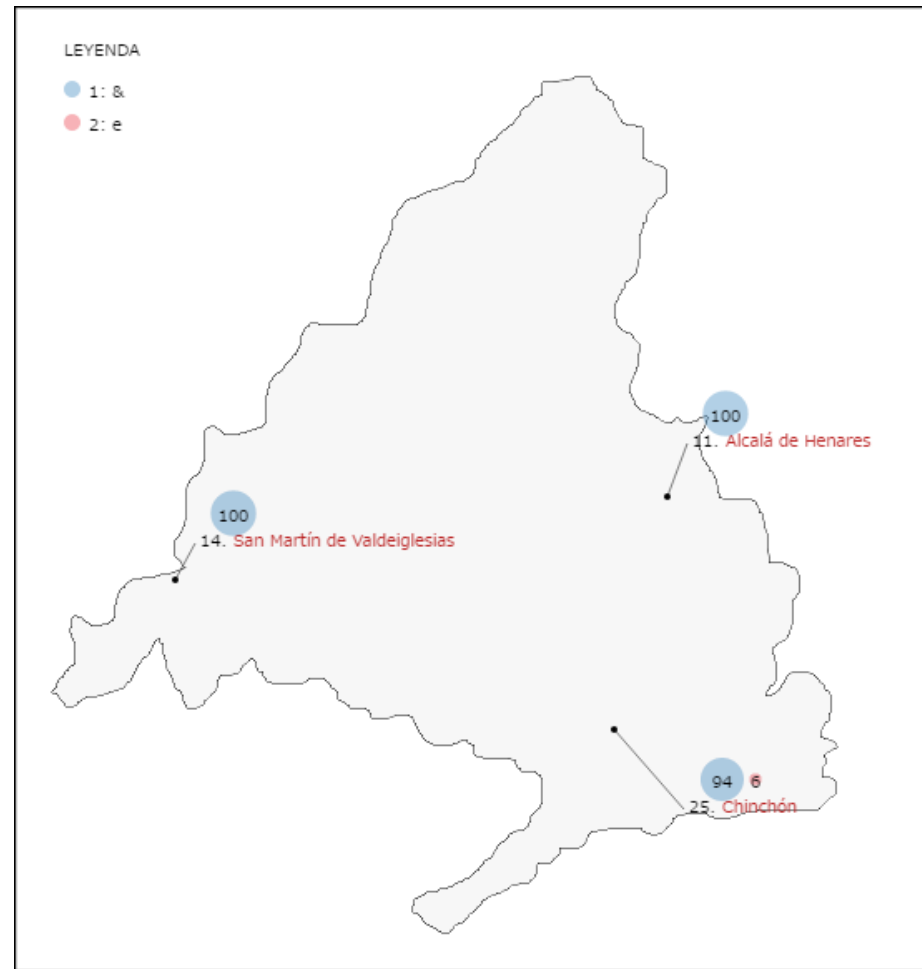 LEYENDA
1: &
2: e
100
11. Alcalá de Henares
100
14. San Martín de Valdeiglesias
94 6
25. Chinchón